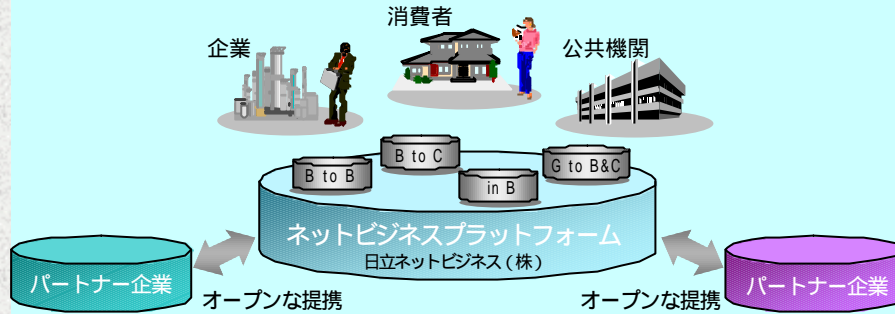 消費者
企業
公共機関
B to C
B to B
G to B&C
in B
ネットビジネスプラットフォーム
日立ネットビジネス(株)
パートナー企業
パートナー企業
オープンな提携
オープンな提携